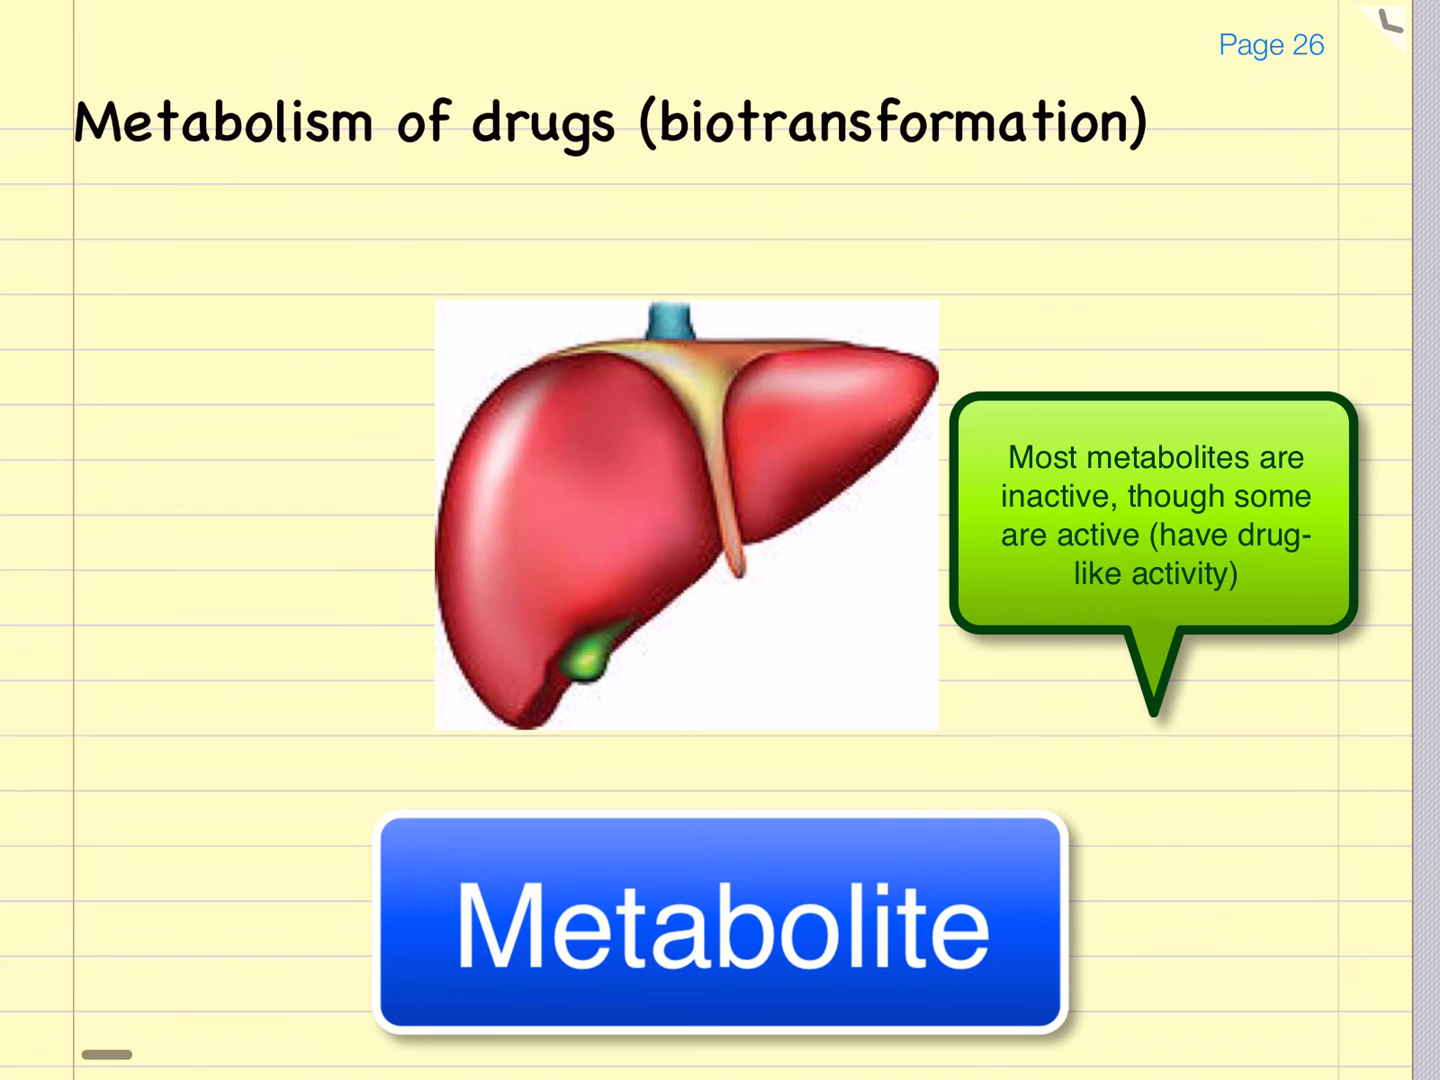 Page 26
Metabolism of drugs (biotransformation)
Most metabolites are
inactive, though some
are active (have drug-
like activity)
Metabolite